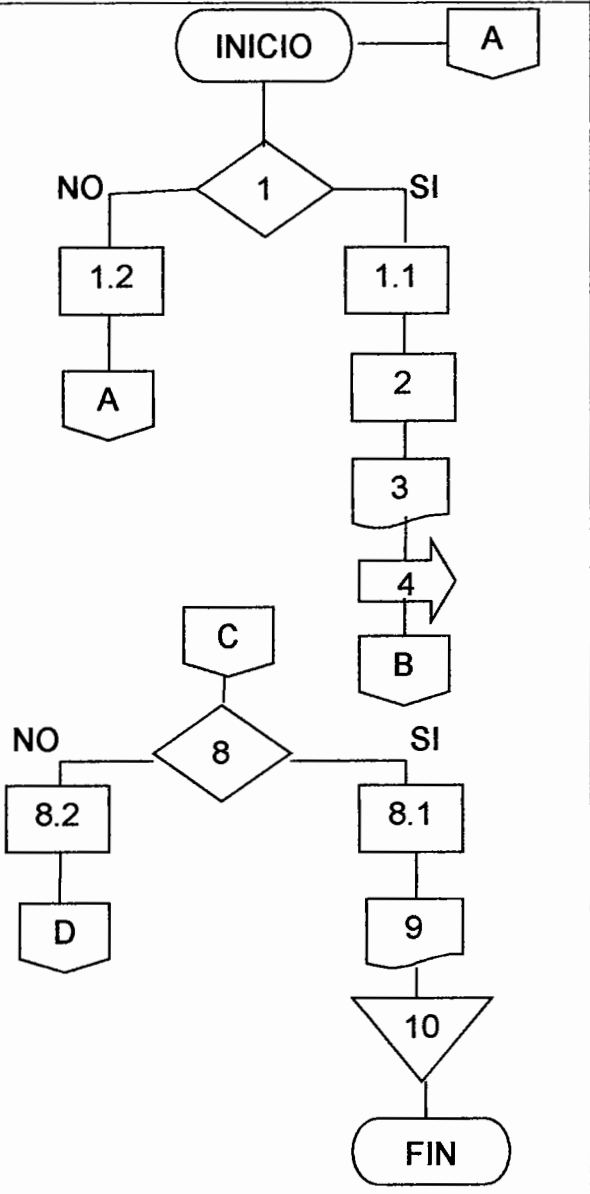 INICIO A
NO 1 SI
1.2 1.1
A 2
3
4
C B
NO 8 SI
8.2 8.1
D 9
10
FIN